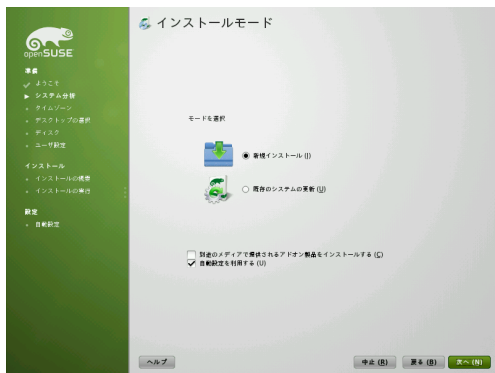 インストールモード
openSUSE
準備
ようこそ
システム分析
タイムゾーン
デスクトップの選択
ディスク
ユーザ設定
インストール
インストールの概要
インストールの実行
設定
自動設定
モードを選択
新規インストール (I)
既存のシステムの更新 (U)
別途のメディアで提供されるアドオン製品をインストールする (C)
自動設定を利用する (U)
ヘルプ
中止 (R)
戻る (B)
次へ (N)